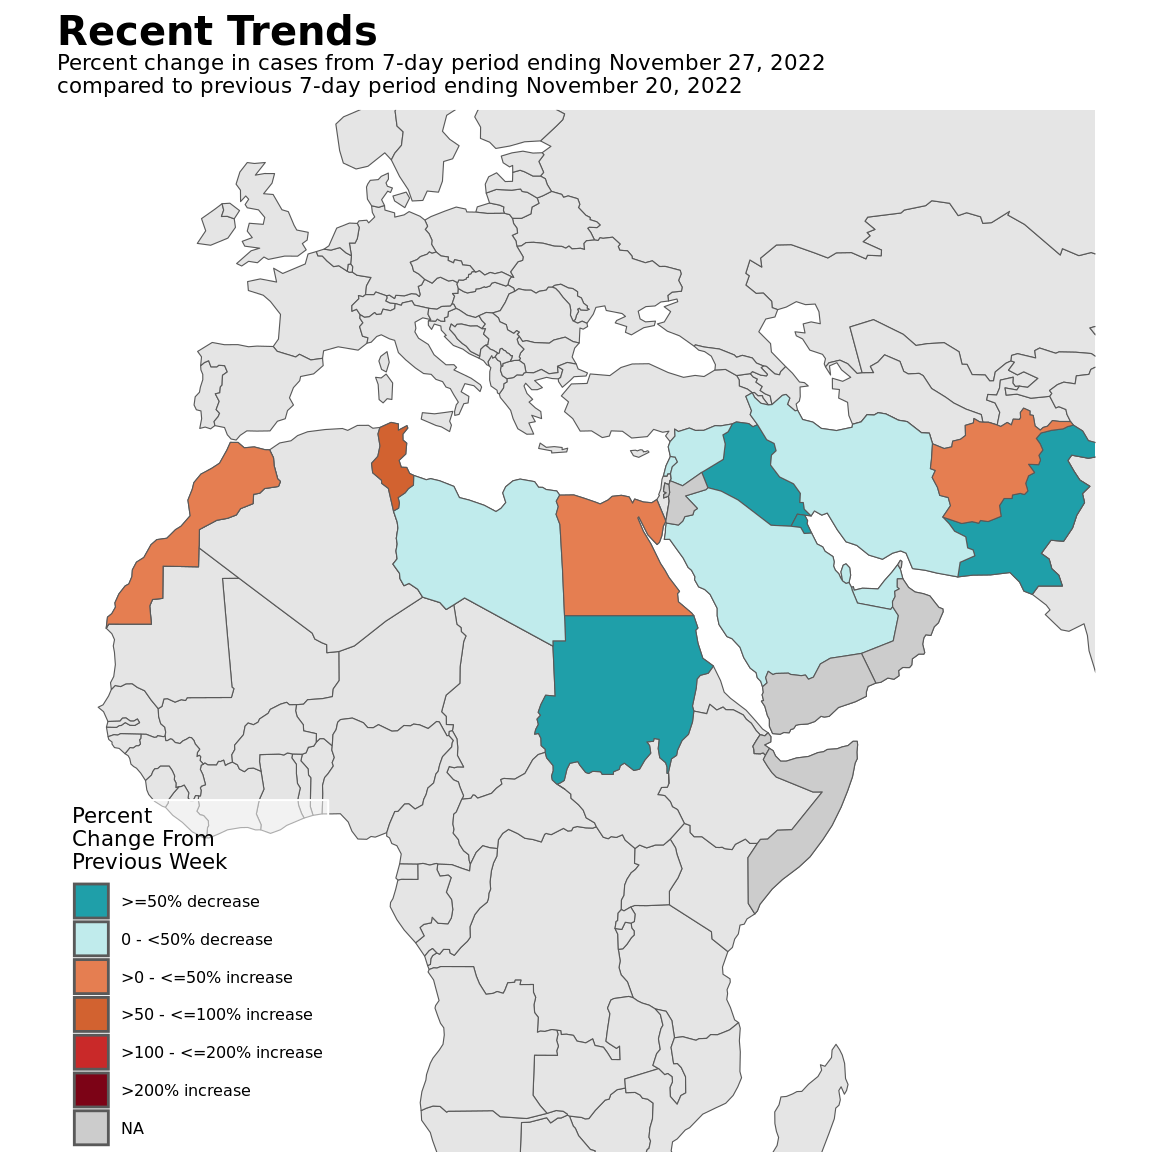 Recent Trends
Percent change in cases from 7-day period ending November 27, 2022
compared to previous 7-day period ending November 20, 2022
Percent
Change From
Previous Week
>=50% decrease
0 - <50% decrease
>0 - <=50% increase
>50 - <=100% increase
>100 - <=200% increase
>200% increase
NA